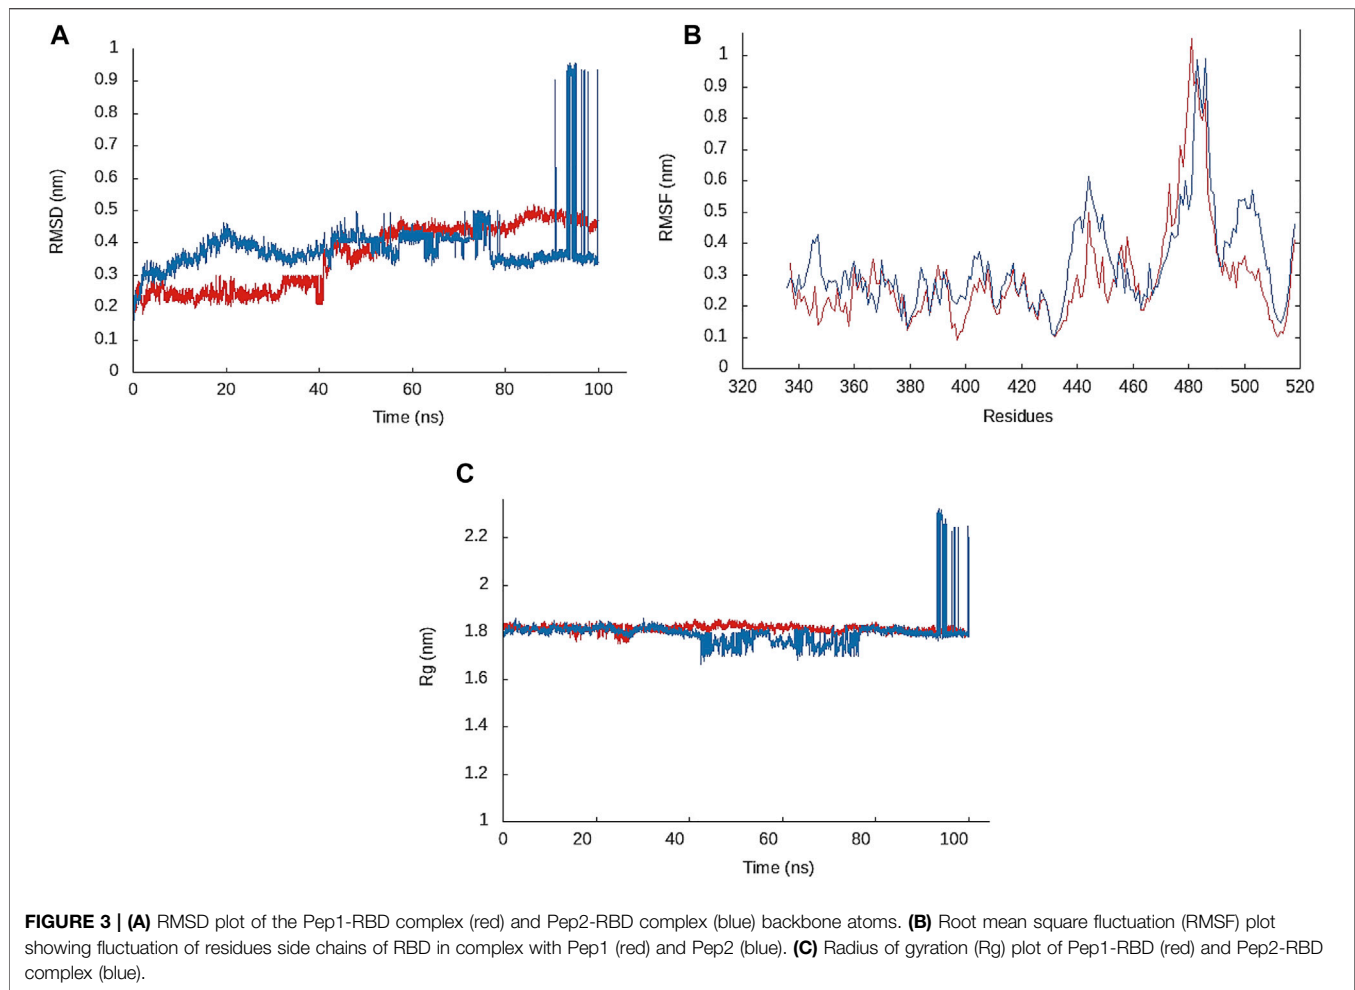 A
1
0.9
0.8
0.7
0.6
0.5
0.4
0.3
0.2
0.1
0
RMSD (nm)
0 20 40 60 80 100
Time (ns)
B
1
0.9
0.8
0.7
0.6
0.5
0.4
0.3
0.2
0.1
0
RMSF (nm)
320 340 360 380 400 420 440 460 480 500 520
Residues
C
2.2
2
1.8
1.6
1.4
1.2
1
Rg (nm)
0 20 40 60 80 100
Time (ns)
FIGURE 3 | (A) RMSD plot of the Pep1-RBD complex (red) and Pep2-RBD complex (blue) backbone atoms. (B) Root mean square fluctuation (RMSF) plot
showing fluctuation of residues side chains of RBD in complex with Pep1 (red) and Pep2 (blue). (C) Radius of gyration (Rg) plot of Pep1-RBD (red) and Pep2-RBD
complex (blue).